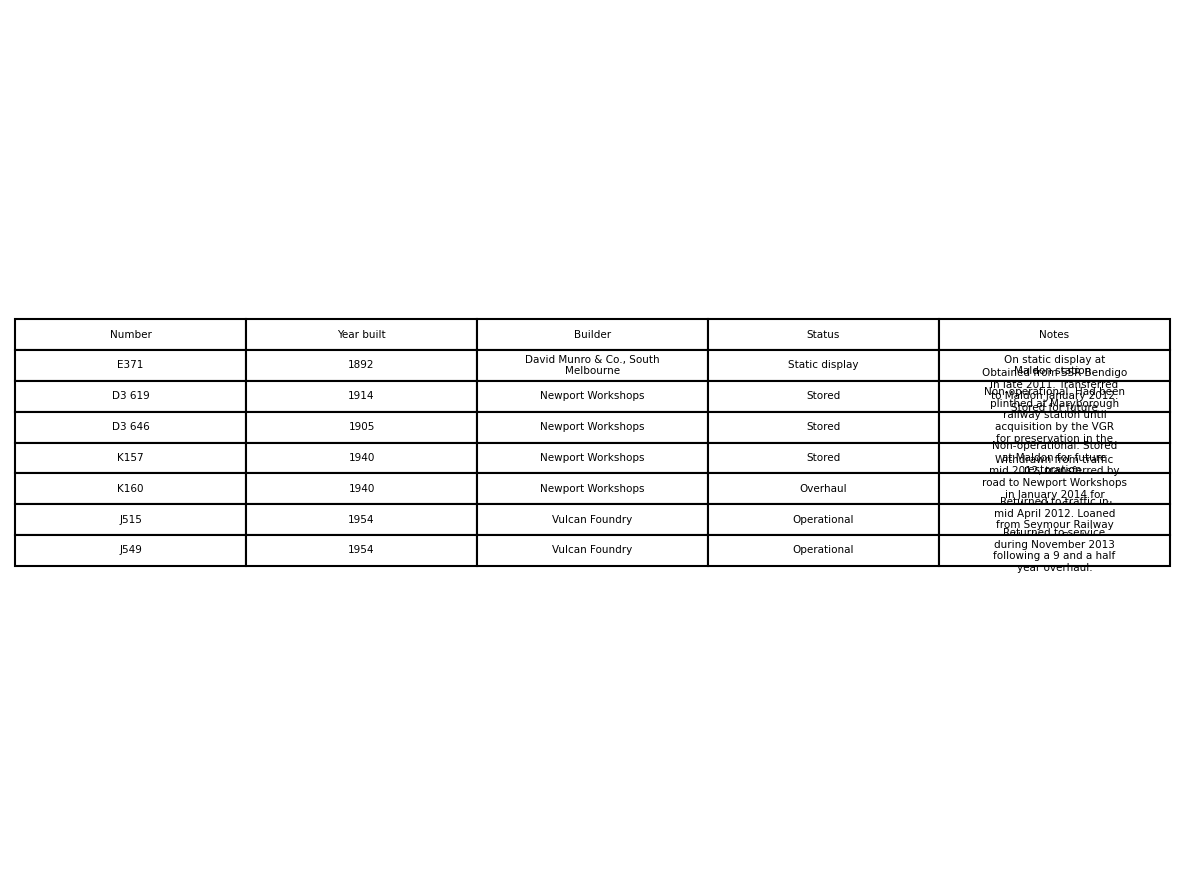 Number Year built Builder Status Notes
E371 1892 David Munro & Co., South Melbourne Static display On static display at Maldon station.
D3 619 1914 Newport Workshops Stored Obtained from SSR Bendigo
in late 2011. Transferred
to Maldon January 2012.
Stored for future
D3 646 1905 Newport Workshops Stored Non-operational. Had been
plinthed at Maryborough
railway station until
acquisition by the VGR
for preservation in the
K157 1940 Newport Workshops Stored Non-operational. Stored
at Maldon for future
restoration.
K160 1940 Newport Workshops Overhaul Withdrawn from traffic
mid 2012, transferred by
road to Newport Workshops
in January 2014 for
J515 1954 Vulcan Foundry Operational Returned to traffic in
mid April 2012. Loaned
from Seymour Railway
J549 1954 Vulcan Foundry Operational Returned to service
during November 2013
following a 9 and a half
year overhaul.